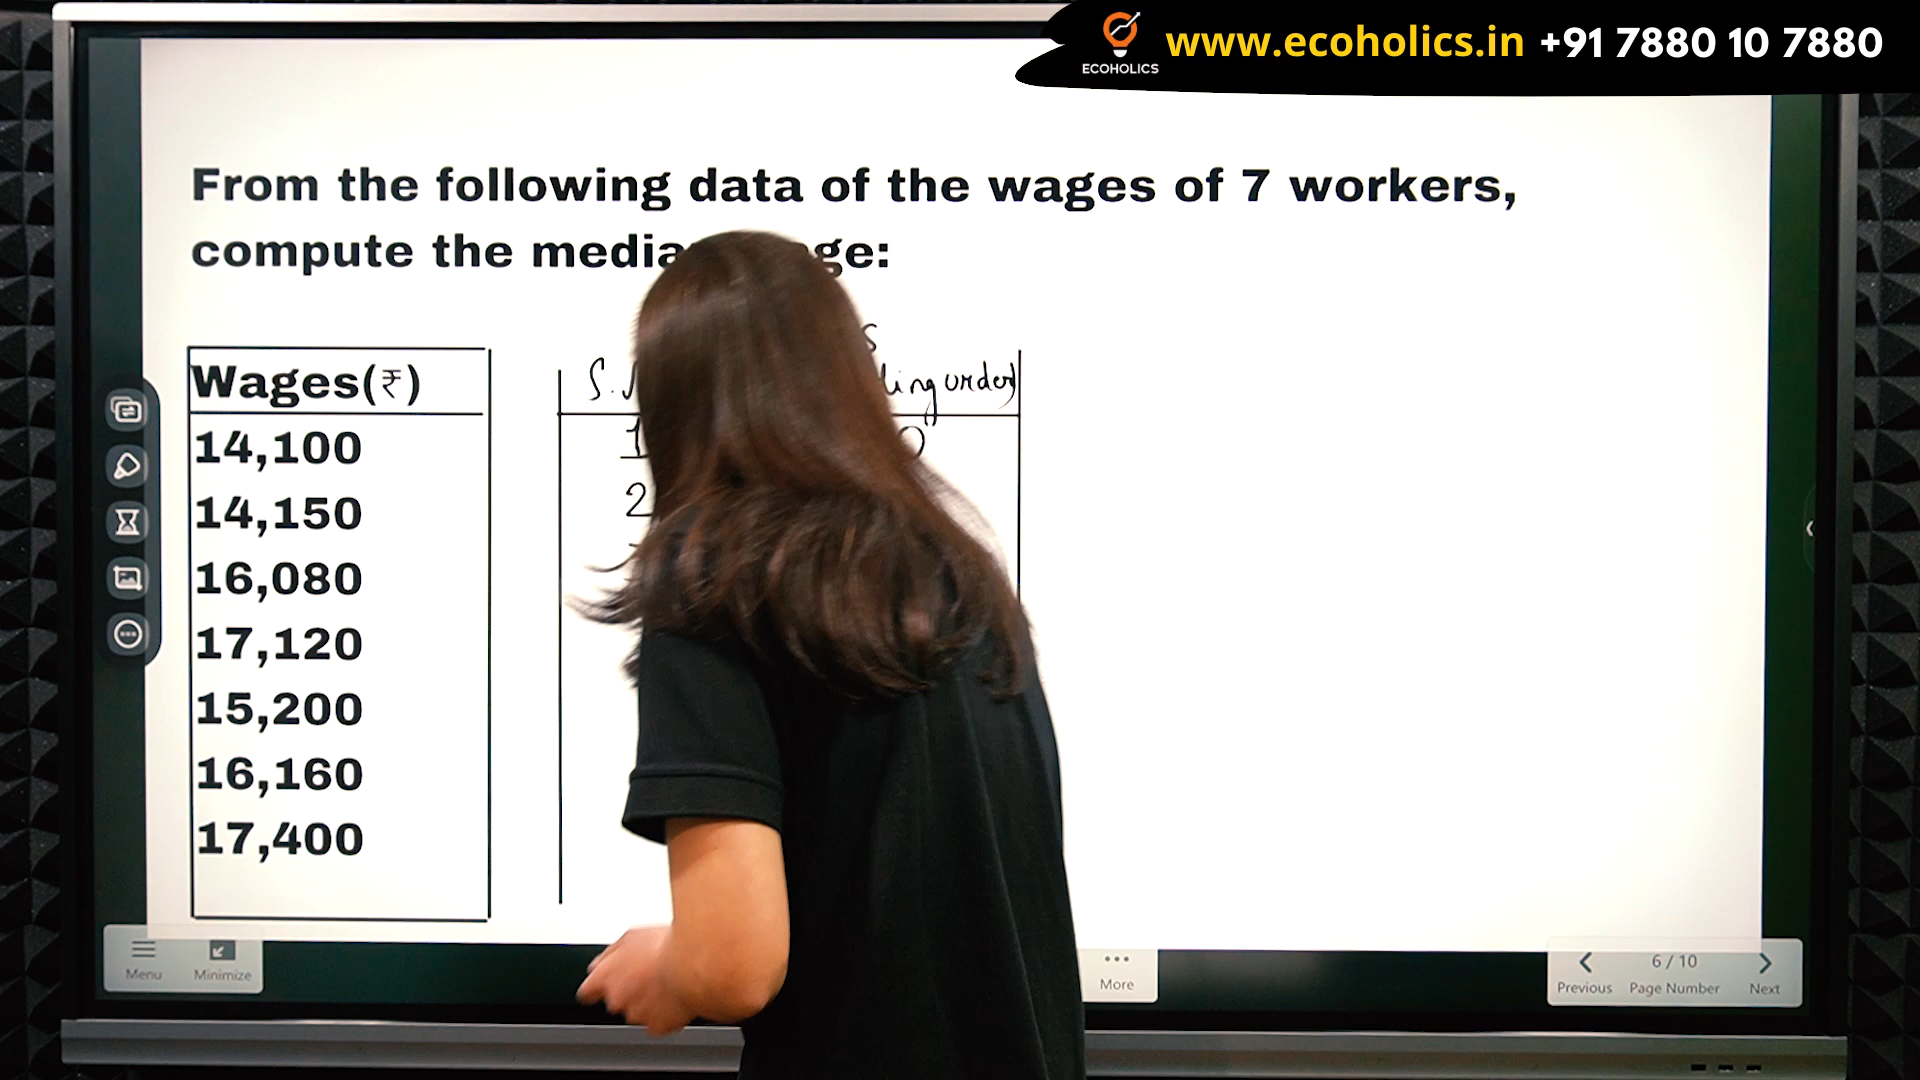 www.ecoholics.in +91 7880 10 7880
ECOHOLICS
From the following data of the wages of 7 workers,
compute the
Wages(₹)
14,100
14,150
16,080
17,120
15,200
16,160
17,400
1
2
Menu
Minimize
More
6 / 10
Previous Page Number Next